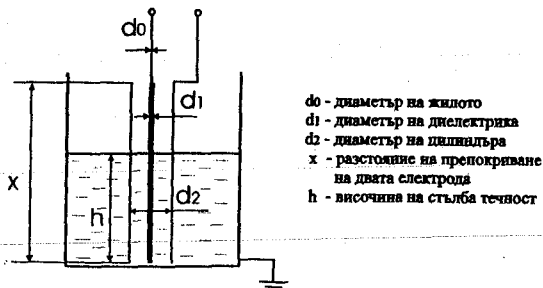 d0
d1
x
h
d2
d0 - диаметър на жилото
d1 - диаметър на диелектрика
d2 - диаметър на цилиндъра
x - разстояние на препокриване
на двата електрода
h - височина на стълба течност